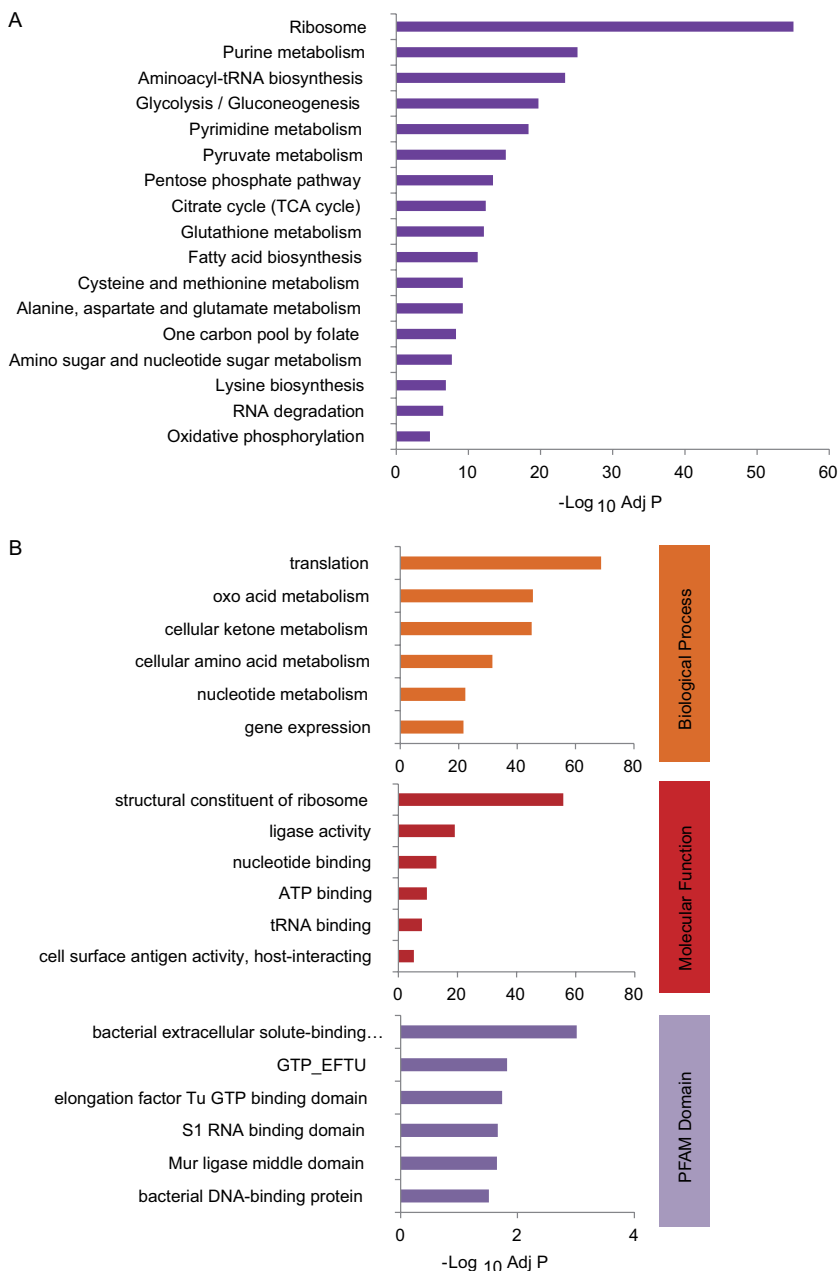 A
Ribosome
Purine metabolism
Aminoacyl-tRNA biosynthesis
Glycolysis / Gluconeogenesis
Pyrimidine metabolism
Pyruvate metabolism
Pentose phosphate pathway
Citrate cycle (TCA cycle)
Glutathione metabolism
Fatty acid biosynthesis
Cysteine and methionine metabolism
Alanine, aspartate and glutamate metabolism
One carbon pool by folate
Amino sugar and nucleotide sugar metabolism
Lysine biosynthesis
RNA degradation
Oxidative phosphorylation
0 10 20 30 40 50 60
-Log 10 Adj P
B
translation
oxo acid metabolism
cellular ketone metabolism
cellular amino acid metabolism
nucleotide metabolism
gene expression
0 20 40 60 80
Biological Process
structural constituent of ribosome
ligase activity
nucleotide binding
ATP binding
tRNA binding
cell surface antigen activity, host-interacting
0 20 40 60 80
Molecular Function
bacterial extracellular solute-binding…
GTP_EFTU
elongation factor Tu GTP binding domain
S1 RNA binding domain
Mur ligase middle domain
bacterial DNA-binding protein
0 2 4
-Log 10 Adj P
PFAM Domain